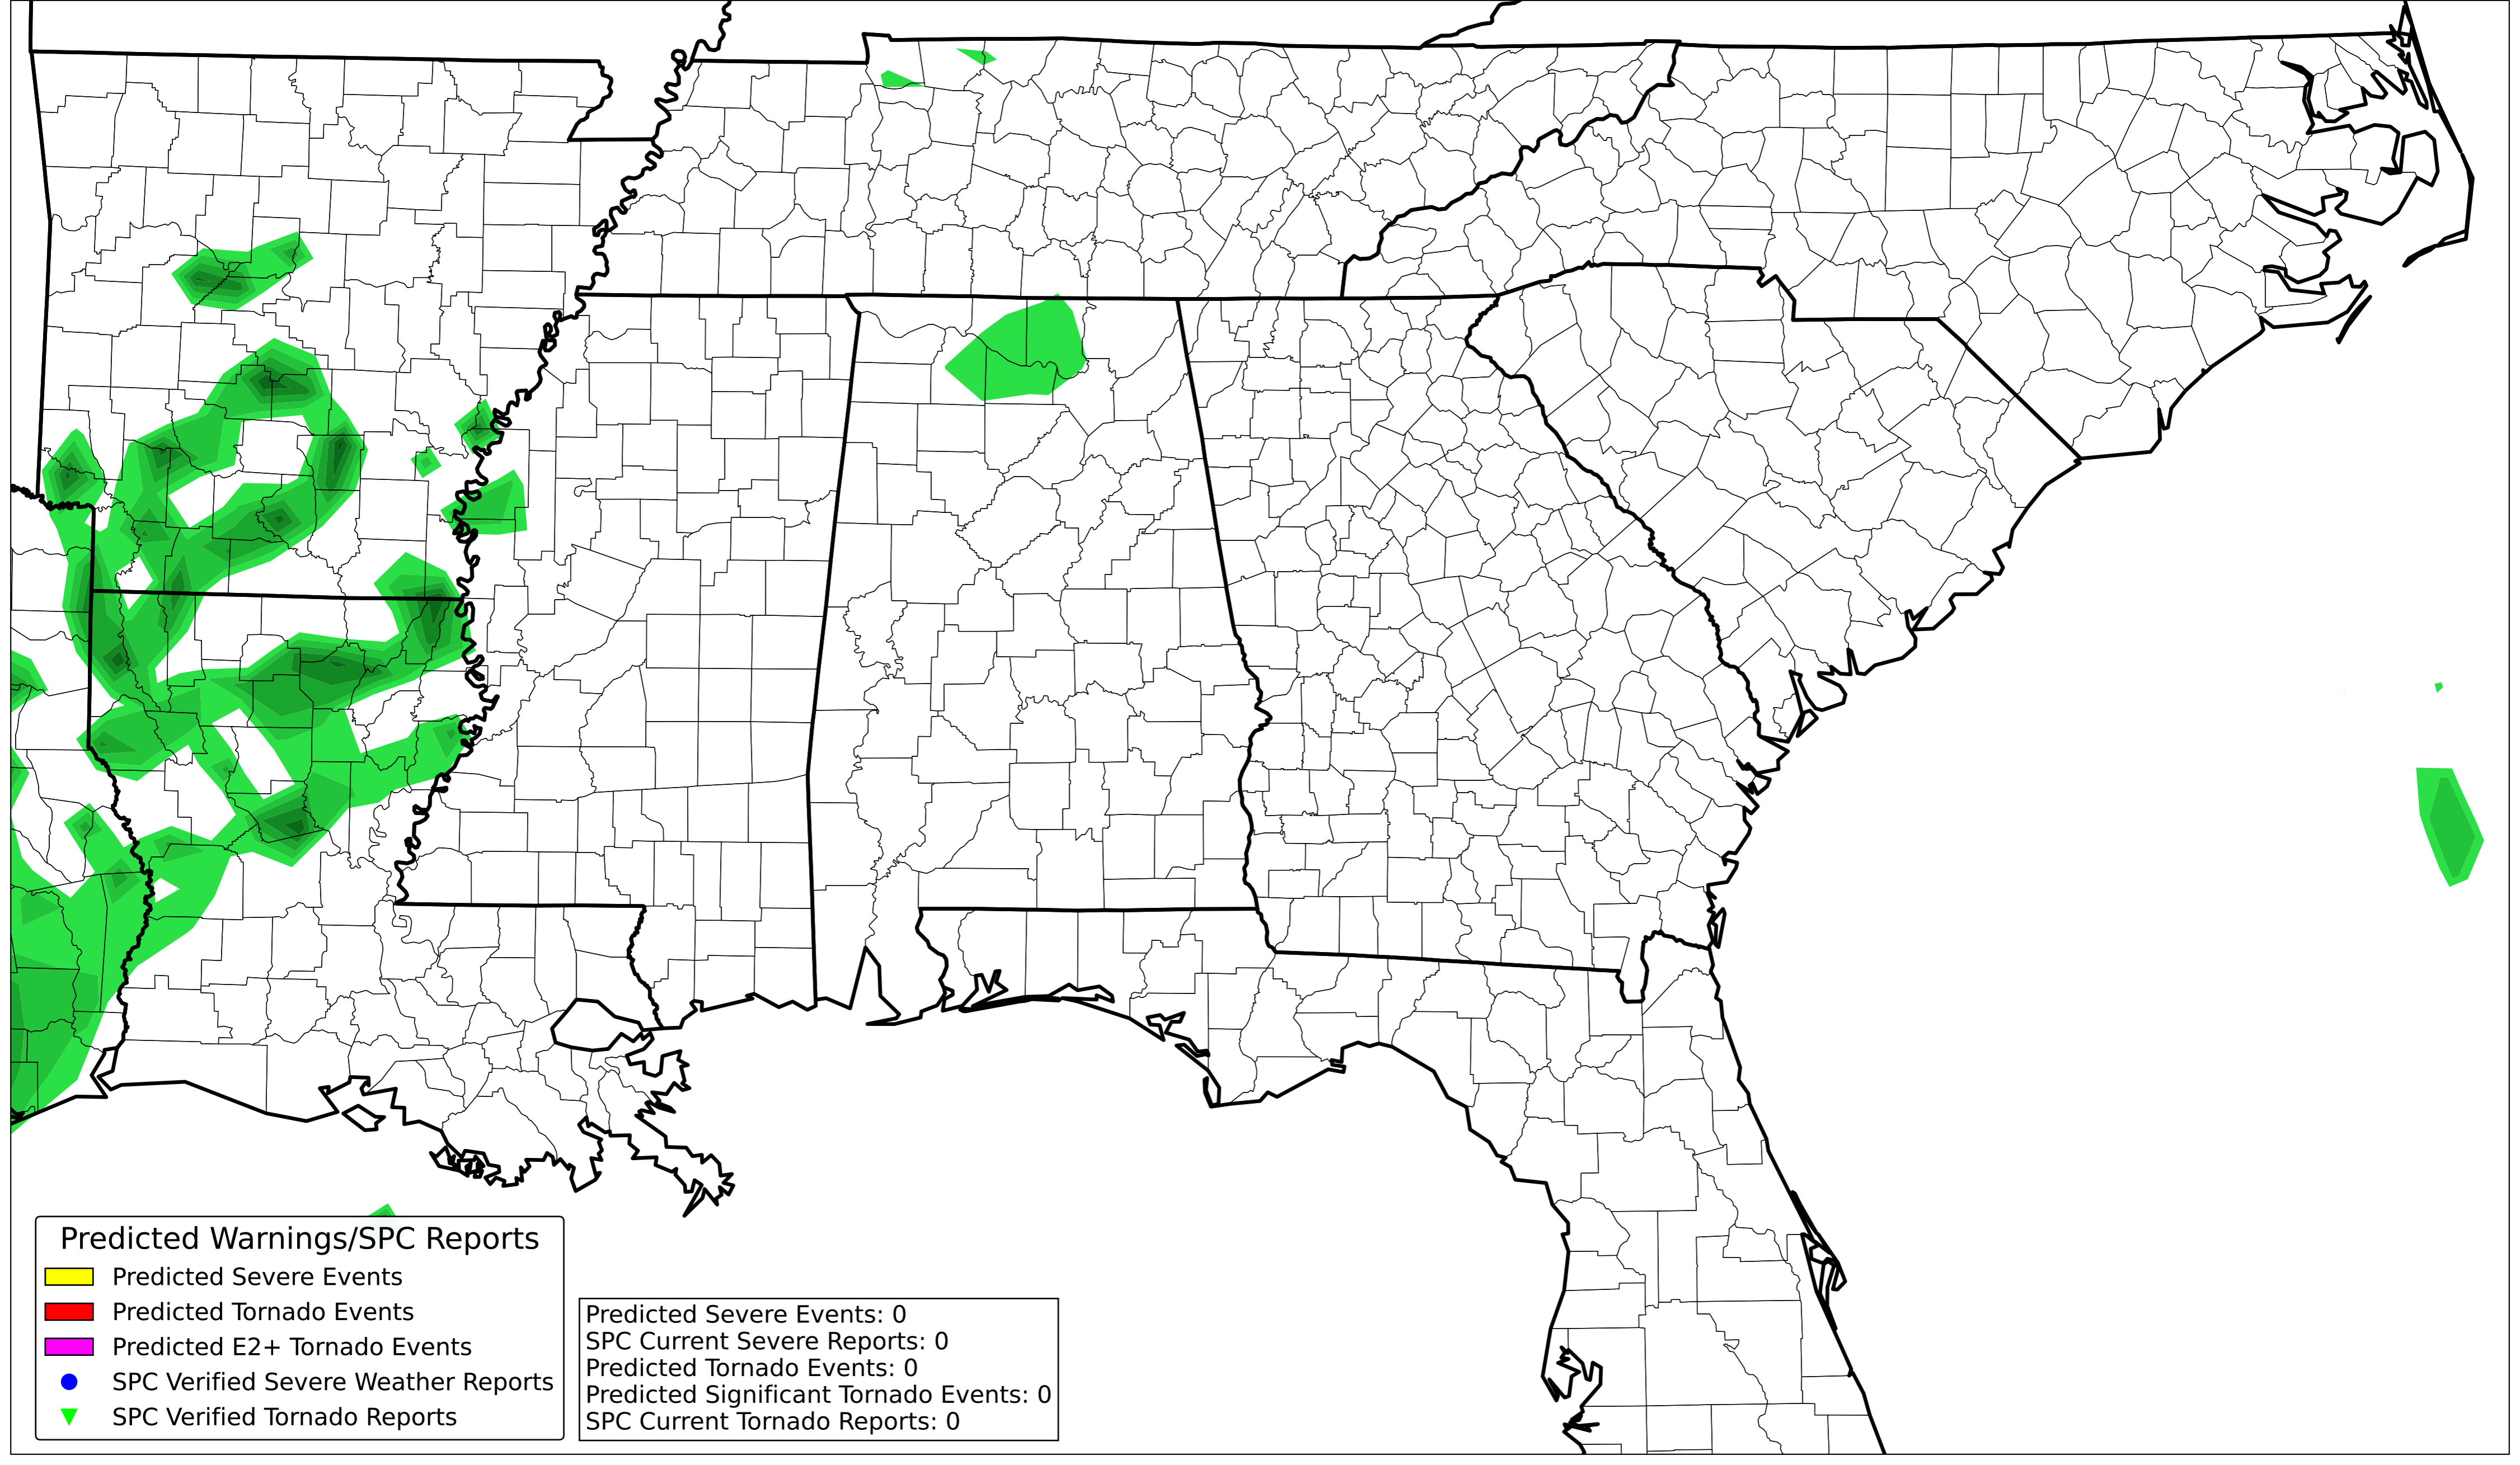 Predicted Warnings/SPC Reports
Predicted Severe Events
Predicted Tornado Events
Predicted E2+ Tornado Events
SPC Verified Severe Weather Reports
SPC Verified Tornado Reports
Predicted Severe Events: 0
SPC Current Severe Reports: 0
Predicted Tornado Events: 0
Predicted Significant Tornado Events: 0
SPC Current Tornado Reports: 0